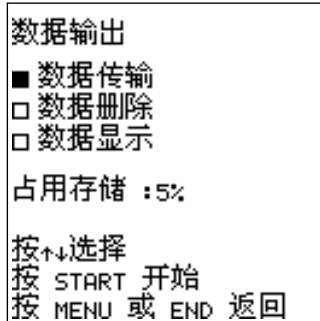 数据输出
■ 数据传输
□ 数据删除
□ 数据显示
占用存储 :5%
按↑↓选择
按 START 开始
按 MENU 或 END 返回